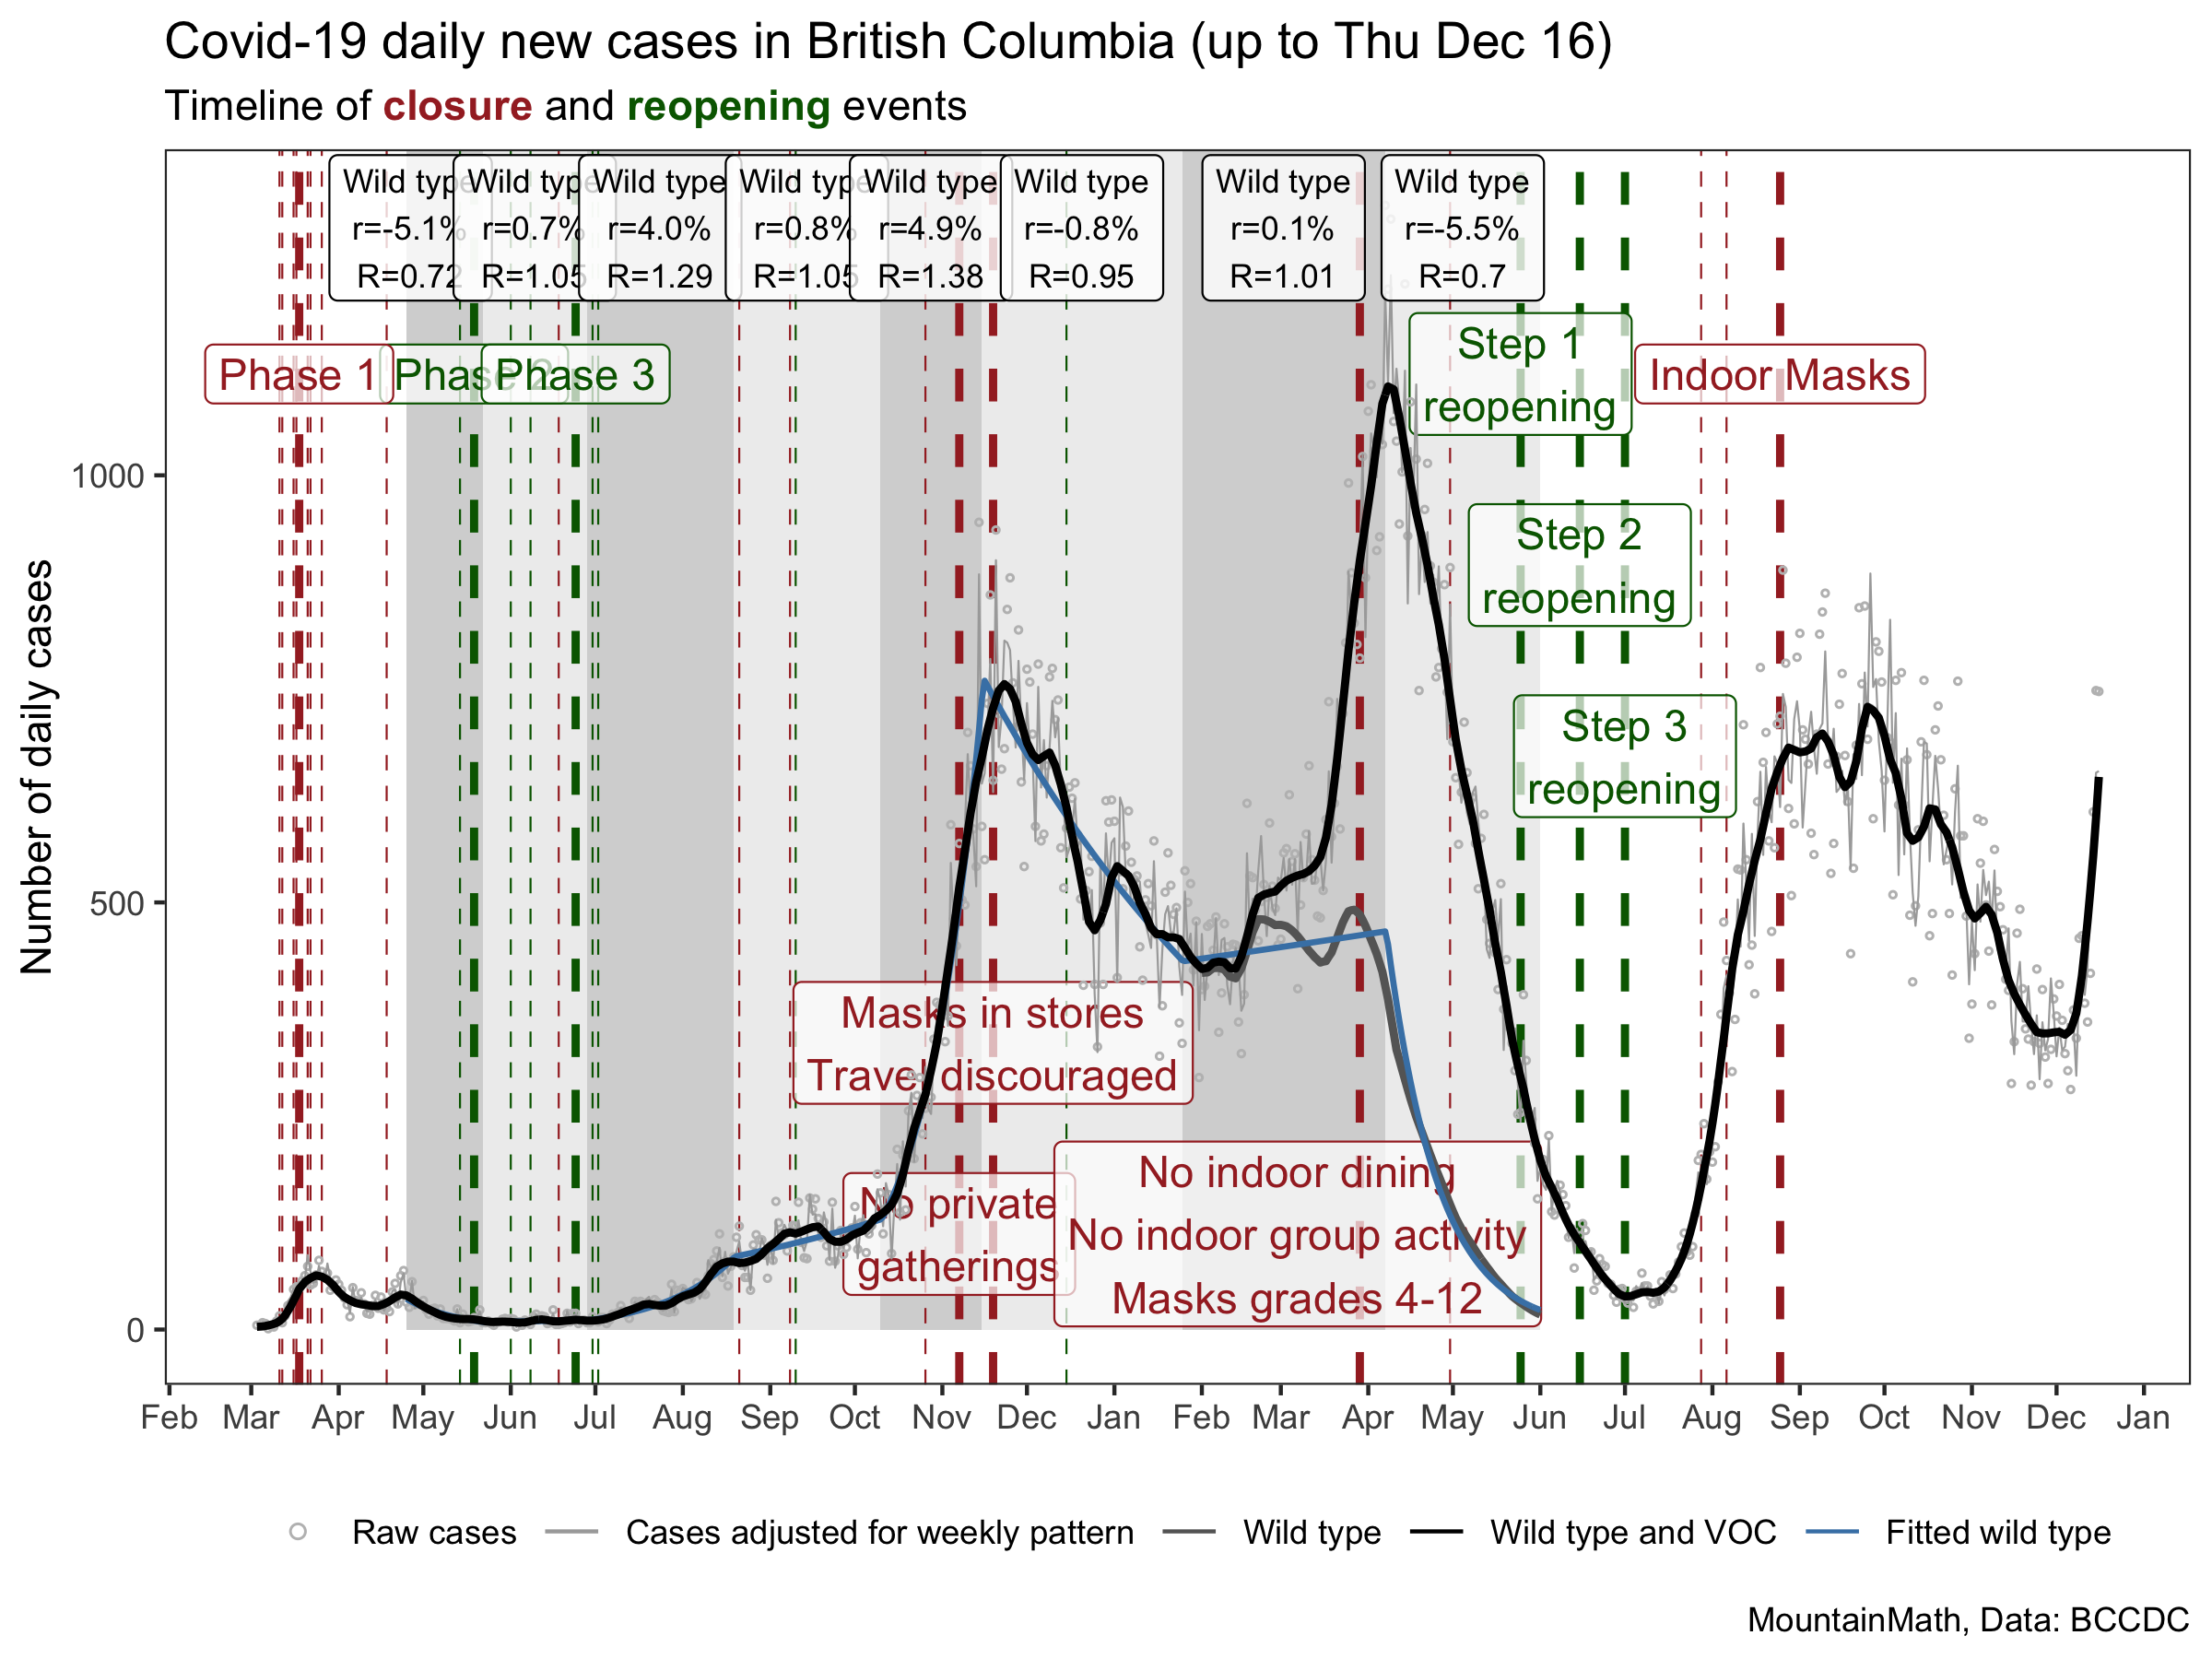 Covid-19 daily new cases in British Columbia (up to Thu Dec 16)
Timeline of closure and reopening events
Wild type
r=-5.1%
R=0.72
Wild type
r=0.7%
R=1.05
Wild type
r=4.0%
R=1.29
Wild type
r=0.8%
R=1.05
Wild type
r=4.9%
R=1.38
Wild type
r=-0.8%
R=0.95
Wild type
r=0.1%
R=1.01
Wild type
r=-5.5%
R=0.7
Phase 1
Phase 2
Phase 3
Step 1
reopening
Indoor Masks
Step 2
reopening
Step 3
reopening
Masks in stores
Travel discouraged
No private
gatherings
No indoor dining
No indoor group activity
Masks grades 4-12
Number of daily cases
1000
500
0
Feb Mar Apr May Jun Jul Aug Sep Oct Nov Dec Jan Feb Mar Apr May Jun Jul Aug Sep Oct Nov Dec Jan
Raw cases Cases adjusted for weekly pattern Wild type Wild type and VOC Fitted wild type
MountainMath, Data: BCCDC